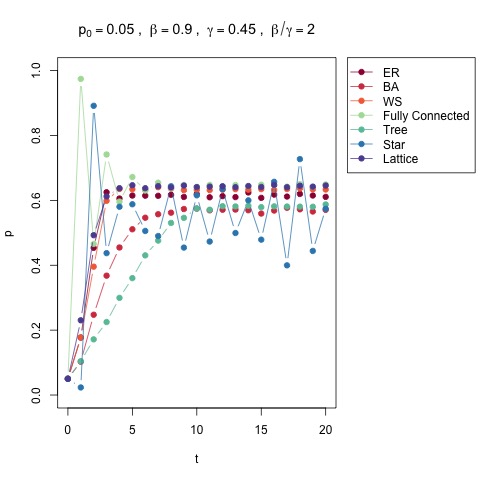 p0 = 0.05 , β = 0.9 , γ = 0.45 , β/γ = 2
ER
BA
WS
Fully Connected
Tree
Star
Lattice
1.0
0.8
0.6
0.4
0.2
0.0
p
0 5 10 15 20
t